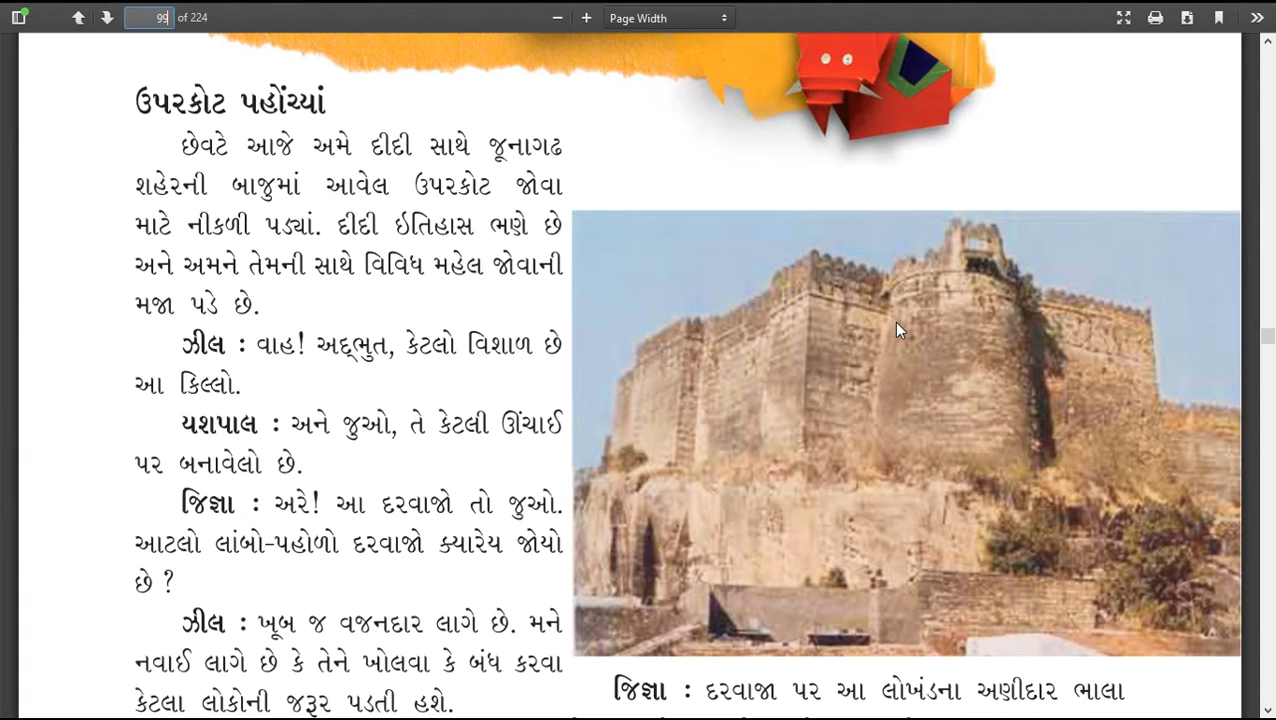 99 of 224
Page Width
ઉપરકોટ પહોંચ્યાં
છેવટે આજે અમે દીદી સાથે જૂનાગઢ
શહેરની બાજુમાં આવેલ ઉપરકોટ જોવા
માટે નીકળી પડ્યાં. દીદી ઇતિહાસ ભણે છે
અને અમને તેમની સાથે વિવિધ મહેલ જોવાની
મજા પડે છે.
ઝીલ : વાહ! અદ્ભુત, કેટલો વિશાળ છે
આ કિલ્લો.
યશપાલ : અને જુઓ, તે કેટલી ઊંચાઈ
પર બનાવેલો છે.
જિજ્ઞા : અરે! આ દરવાજો તો જુઓ.
આટલો લાંબો-પહોળો દરવાજો ક્યારેય જોયો
છે ?
ઝીલ : ખૂબ જ વજનદાર લાગે છે. મને
નવાઈ લાગે છે કે તેને ખોલવા કે બંધ કરવા
કેટલા લોકોની જરૂર પડતી હશે.
જિજ્ઞા : દરવાજા પર આ લોખંડના અણીદાર ભાલા